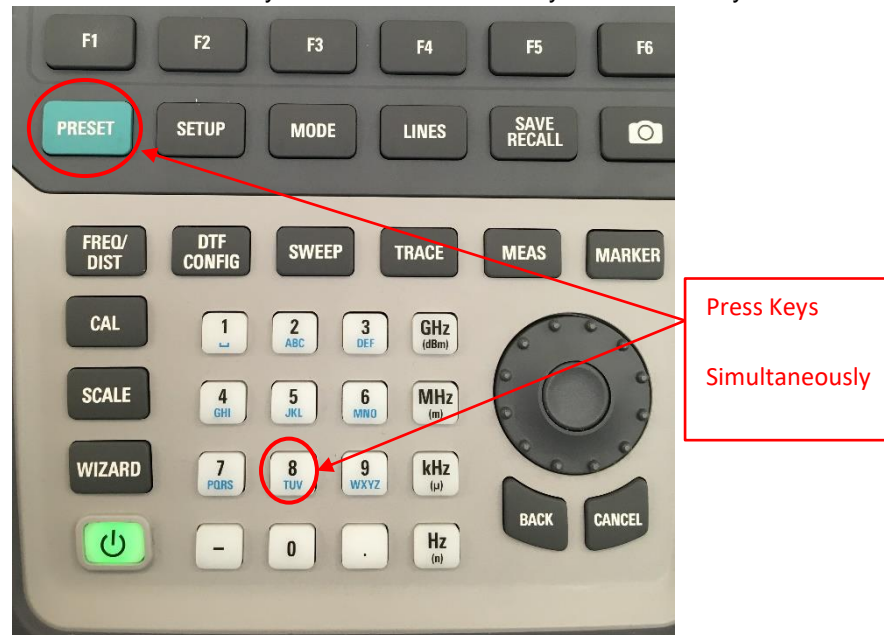 F1 F2 F3 F4 F5 F6
PRESET SETUP MODE LINES SAVE
RECALL
FREQ/
DIST
DTF
CONFIG
SWEEP TRACE MEAS MARKER
Press Keys
Simultaneously
CAL
1
␣
2
ABC
3
DEF
GHz
(dBm)
SCALE
4
GHI
5
JKL
6
MNO
MHz
(m)
WIZARD
7
PQRS
8
TUV
9
WXYZ
kHz
(µ)
BACK CANCEL
–
0
.
Hz
(n)